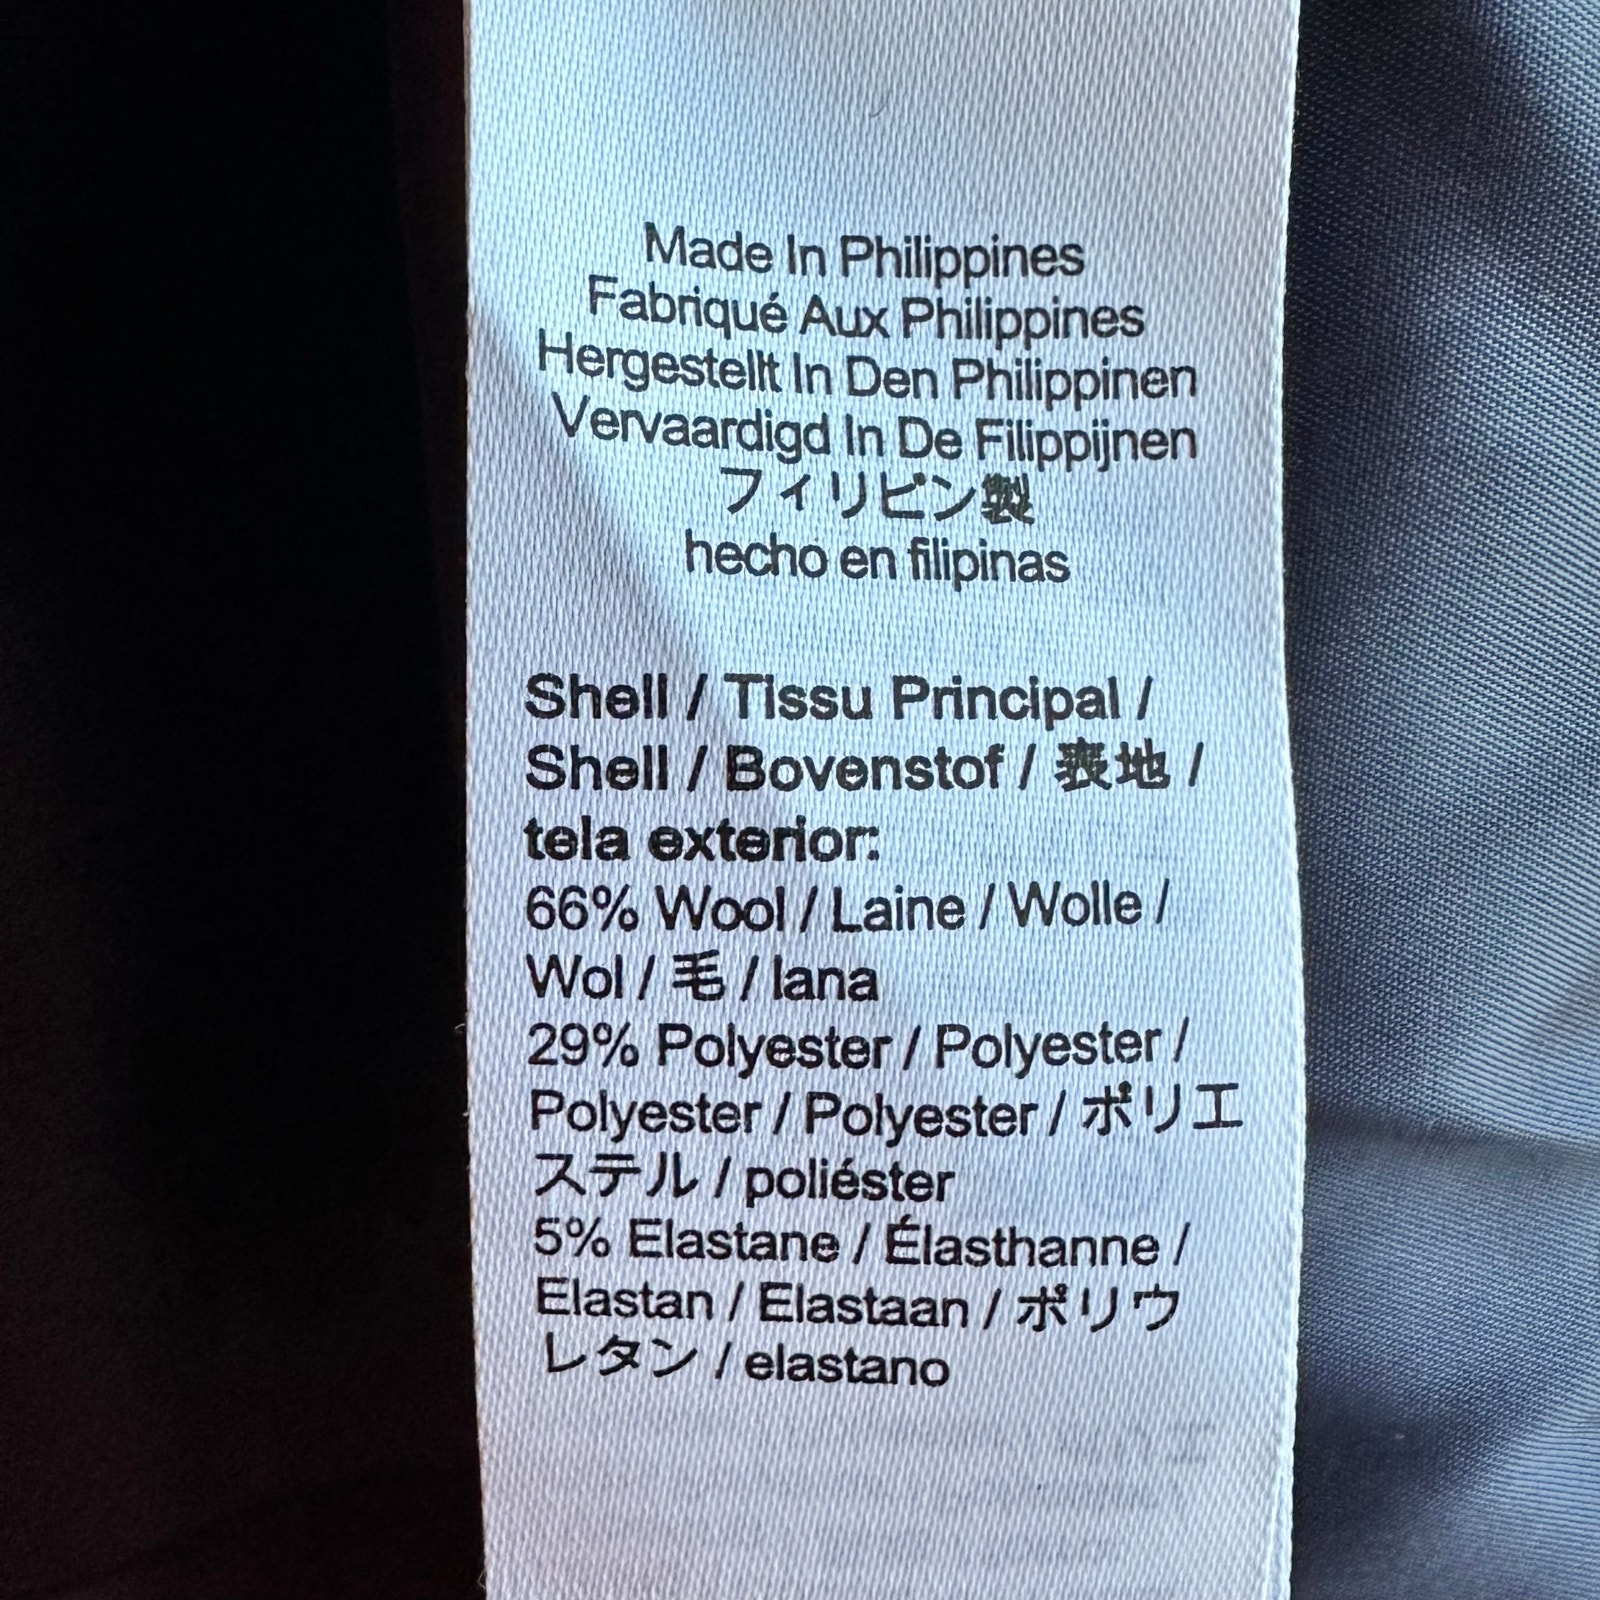 Made In Philippines
Fabriqué Aux Philippines
Hergestellt In Den Philippinen
Vervaardigd In De Filippijnen
フィリピン製
hecho en filipinas
Shell / Tissu Principal /
Shell / Bovenstof / 表地 /
tela exterior:
66% Wool / Laine / Wolle /
Wol / 毛 / lana
29% Polyester / Polyester /
Polyester / Polyester / ポリエ
ステル / poliéster
5% Elastane / Élasthanne /
Elastan / Elastaan / ポリウ
レタン / elastano